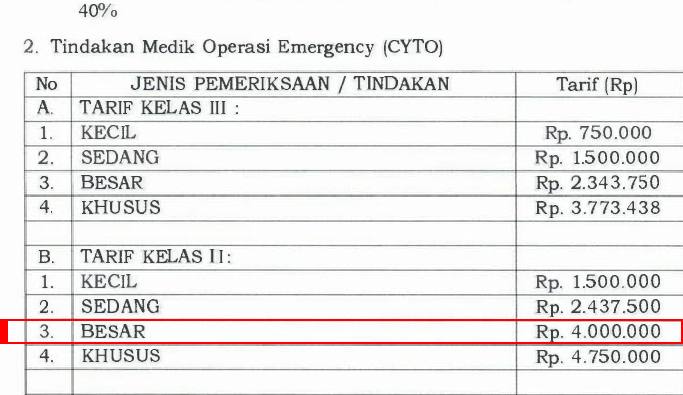 40%
2. Tindakan Medik Operasi Emergency (CYTO)
No JENIS PEMERIKSAAN / TINDAKAN Tarif (Rp)
A. TARIF KELAS III :
1. KECIL Rp. 750.000
2. SEDANG Rp. 1.500.000
3. BESAR Rp. 2.343.750
4. KHUSUS Rp. 3.773.438
B. TARIF KELAS II:
1. KECIL Rp. 1.500.000
2. SEDANG Rp. 2.437.500
3. BESAR Rp. 4.000.000
4. KHUSUS Rp. 4.750.000